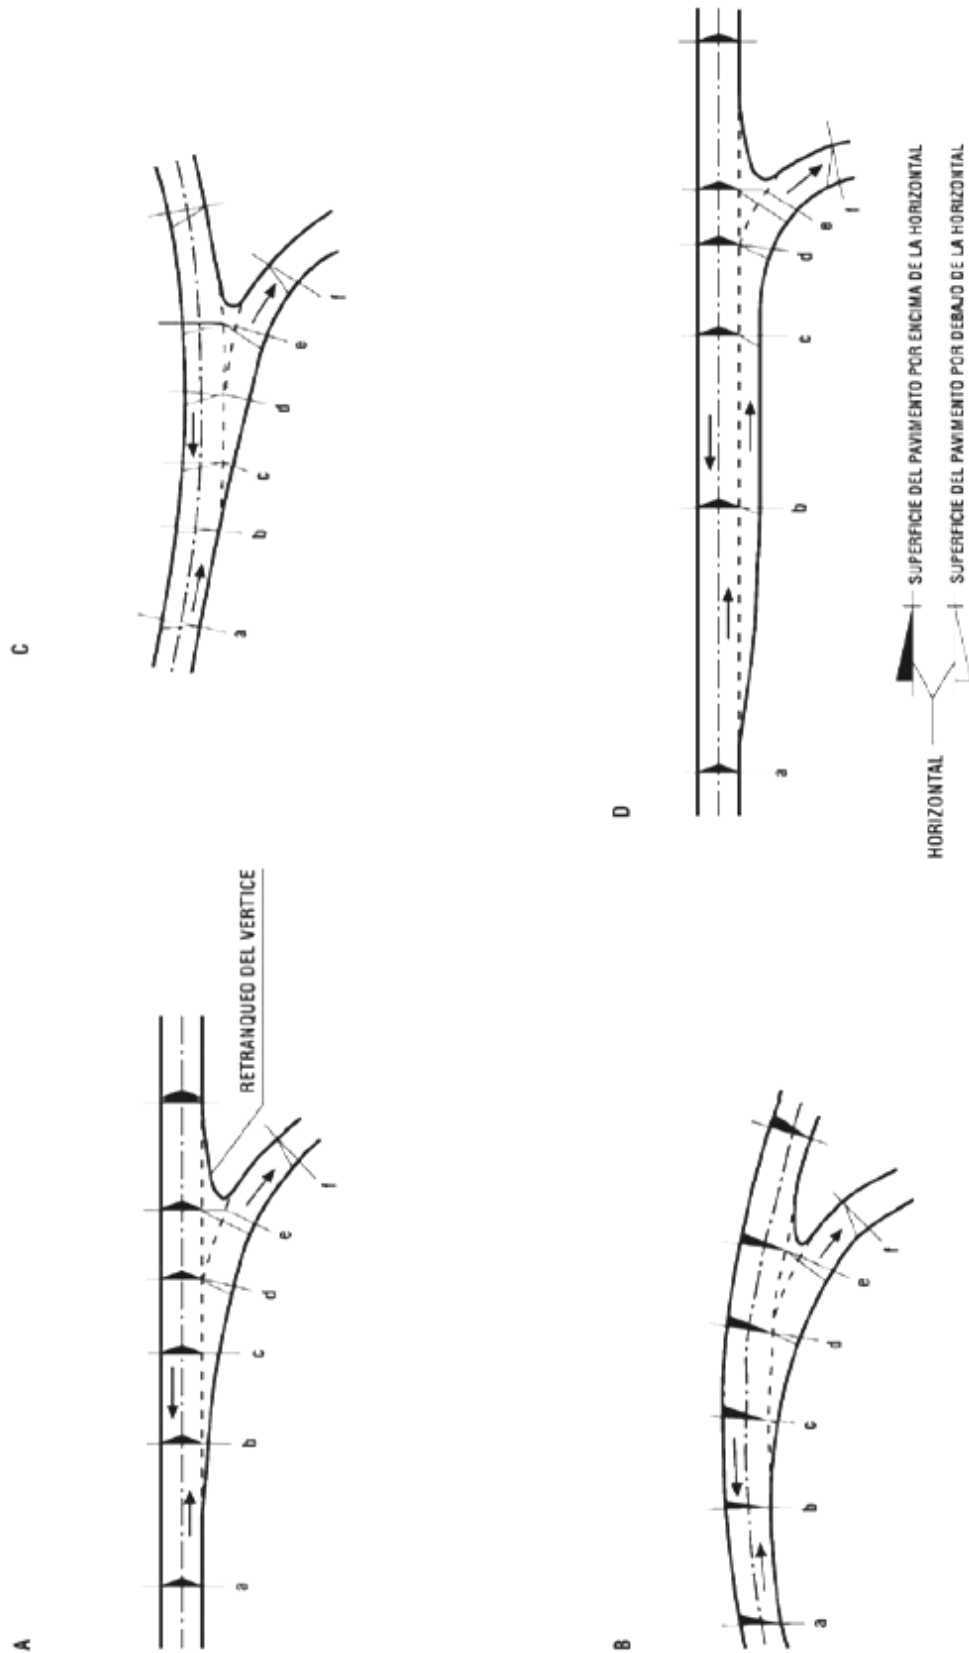 A
RETRANQUEO DEL VERTICE
a
b
c
d
e
f
C
a
b
c
d
e
f
B
a
b
c
d
e
f
D
a
b
c
d
e
f
HORIZONTAL
SUPERFICIE DEL PAVIMENTO POR ENCIMA DE LA HORIZONTAL
SUPERFICIE DEL PAVIMENTO POR DEBAJO DE LA HORIZONTAL